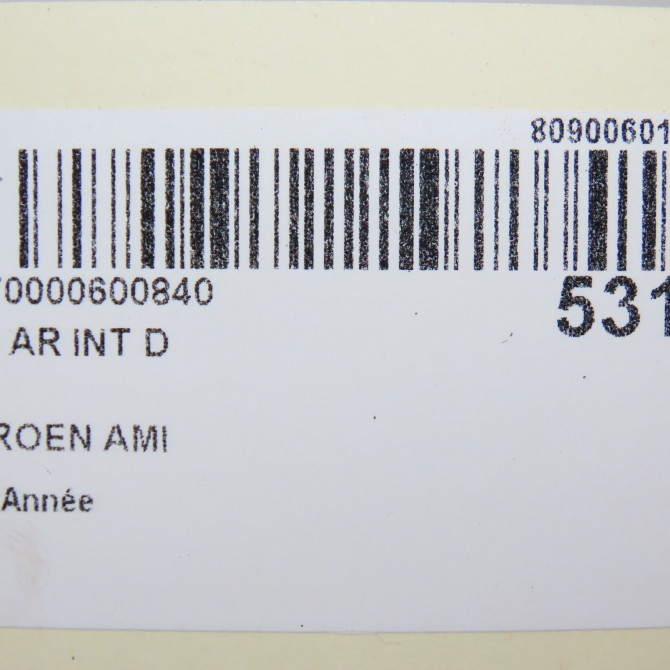 80900601
70000600840
531
AR INT D
ROEN AMI
Année